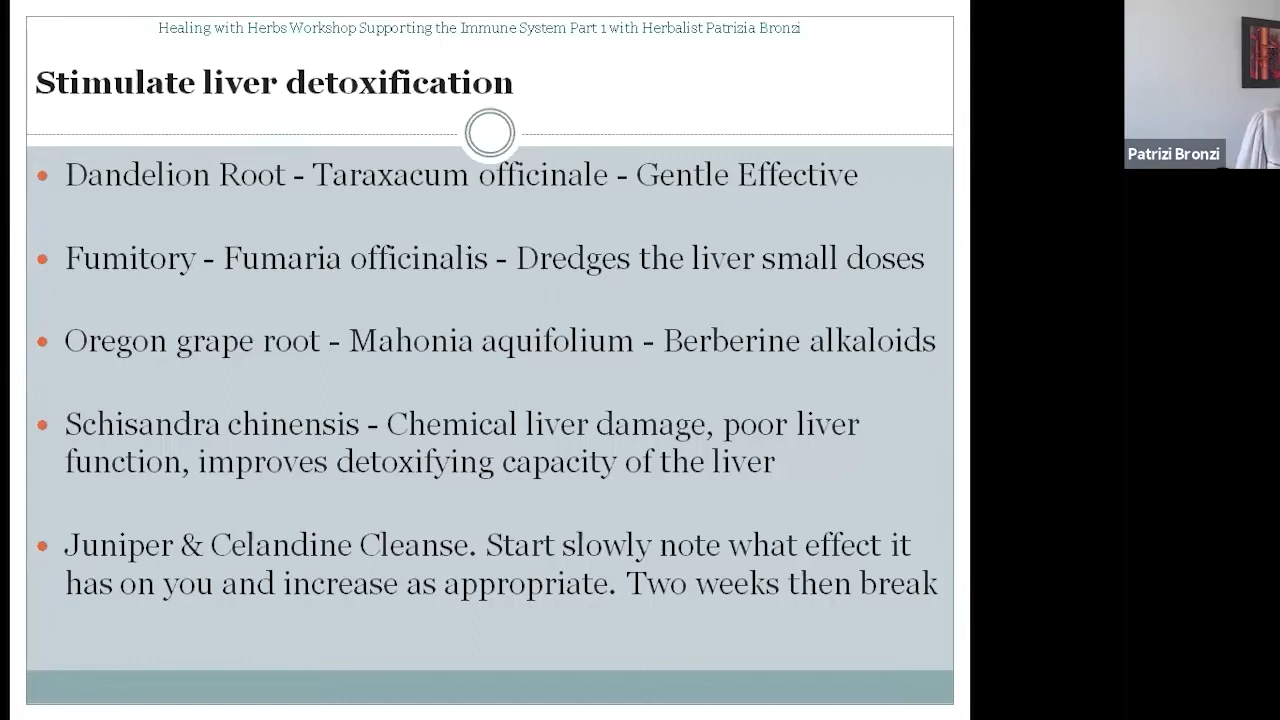 Healing with Herbs Workshop Supporting the Immune System Part 1 with Herbalist Patrizia Bronzi
Stimulate liver detoxification
• Dandelion Root - Taraxacum officinale - Gentle Effective
• Fumitory - Fumaria officinalis - Dredges the liver small doses
• Oregon grape root - Mahonia aquifolium - Berberine alkaloids
• Schisandra chinensis - Chemical liver damage, poor liver
function, improves detoxifying capacity of the liver
• Juniper & Celandine Cleanse. Start slowly note what effect it
has on you and increase as appropriate. Two weeks then break
Patrizi Bronzi